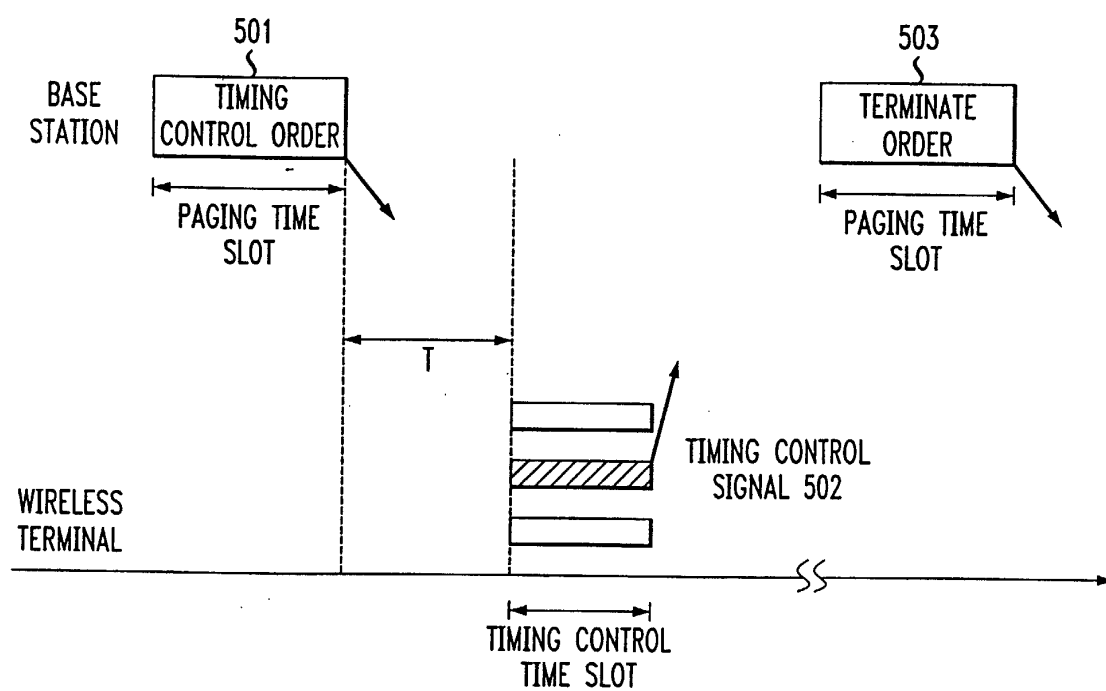 501
503
BASE
STATION
TIMING
CONTROL ORDER
TERMINATE
ORDER
PAGING TIME
SLOT
PAGING TIME
SLOT
T
TIMING CONTROL
SIGNAL 502
WIRELESS
TERMINAL
TIMING CONTROL
TIME SLOT